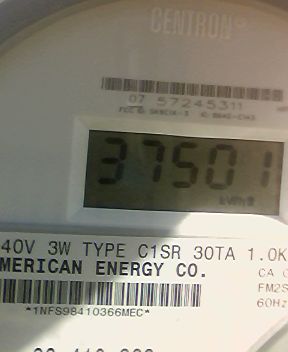 CENTRON®
07 57245311
37501
kWh
40V 3W TYPE C1SR 30TA 1.0K
MERICAN ENERGY CO.
CA
FM2S
60Hz
*1NFS98410366MEC*